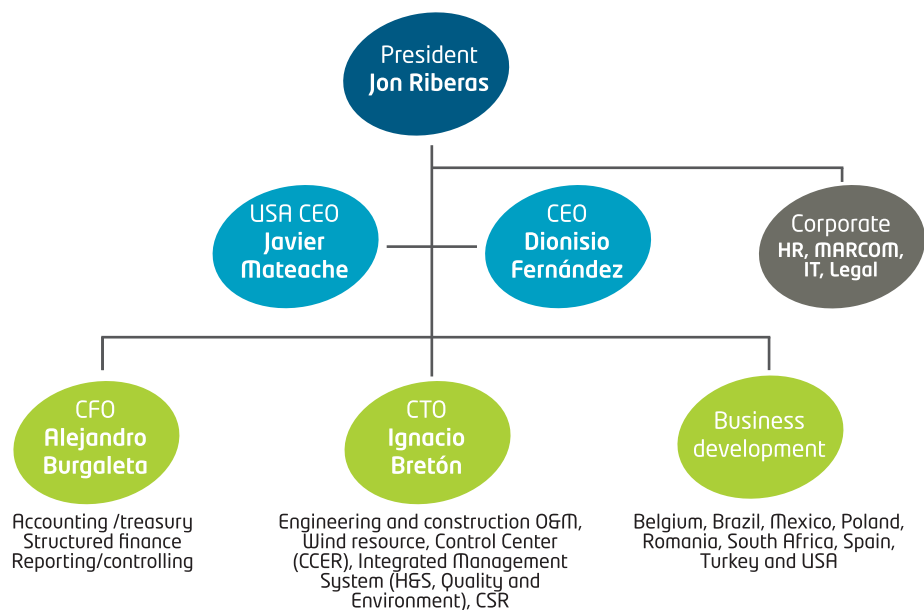 President
Jon Riberas
USA CEO
Javier
Mateache
CEO
Dionisio
Fernández
Corporate
HR, MARCOM,
IT, Legal
CFO
Alejandro
Burgaleta
CTO
Ignacio
Bretón
Business
development
Accounting /treasury
Structured finance
Reporting/controlling
Engineering and construction O&M,
Wind resource, Control Center
(CCER), Integrated Management
System (H&S, Quality and
Environment), CSR
Belgium, Brazil, Mexico, Poland,
Romania, South Africa, Spain,
Turkey and USA